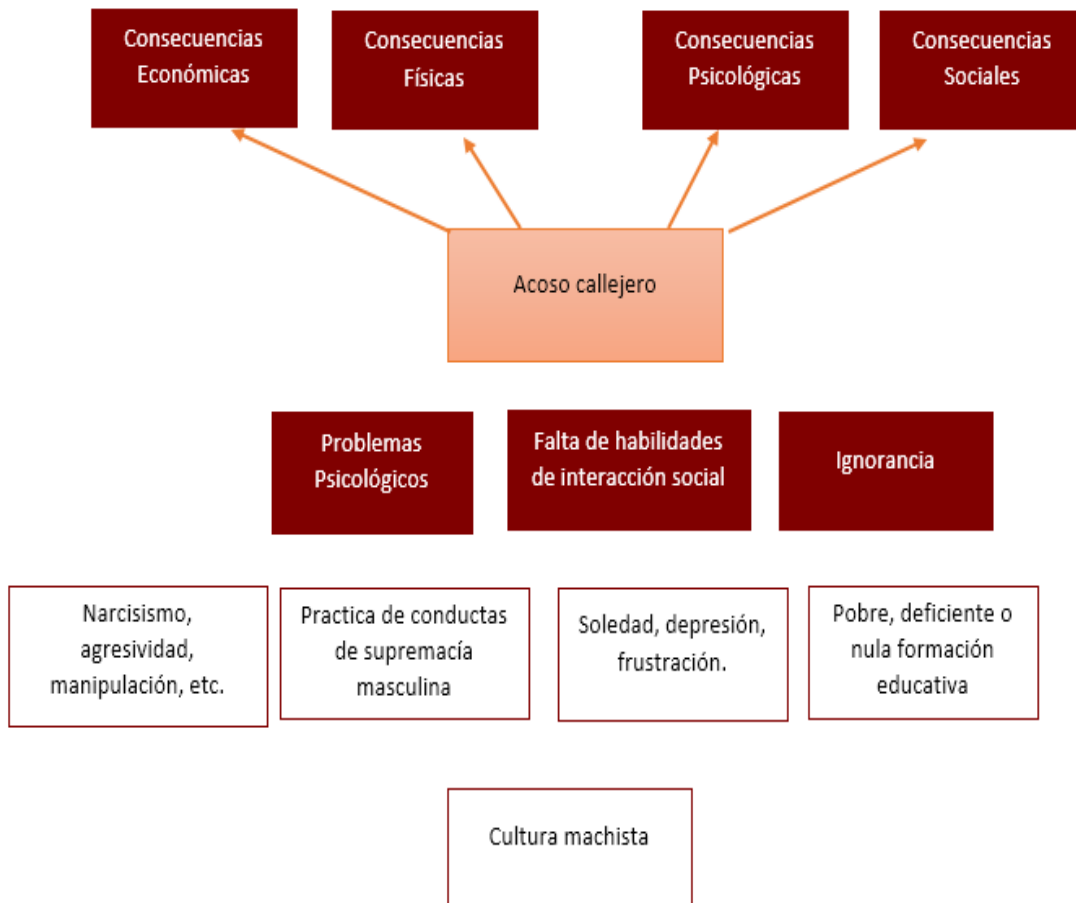 Consecuencias
Económicas
Consecuencias
Físicas
Consecuencias
Psicológicas
Consecuencias
Sociales
Acoso callejero
Problemas
Psicológicos
Falta de habilidades
de interacción social
Ignorancia
Narcisismo,
agresividad,
manipulación, etc.
Practica de conductas
de supremacía
masculina
Soledad, depresión,
frustración.
Pobre, deficiente o
nula formación
educativa
Cultura machista